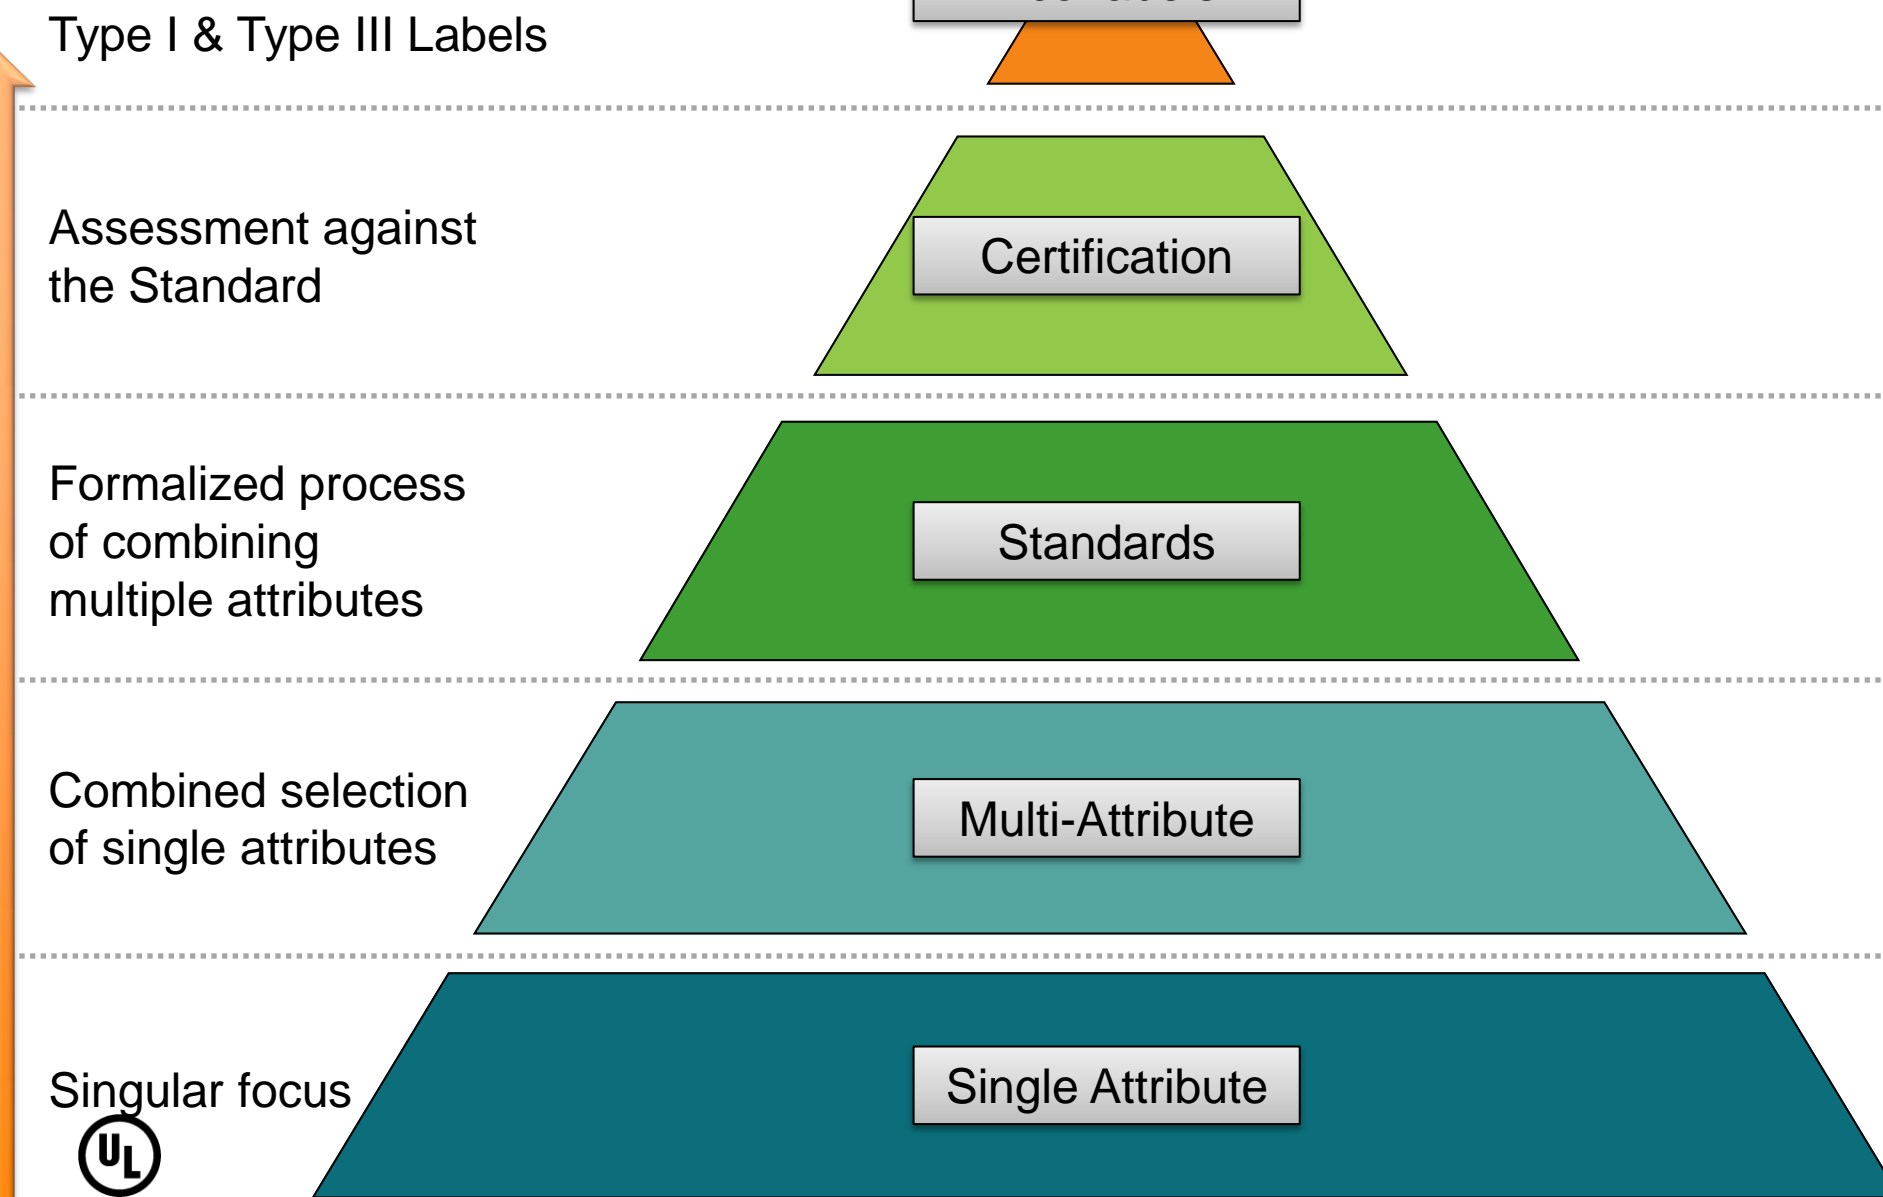 Type I & Type III Labels
Assessment against
the Standard
Certification
Formalized process
of combining
multiple attributes
Standards
Combined selection
of single attributes
Multi-Attribute
Singular focus
Single Attribute
UL